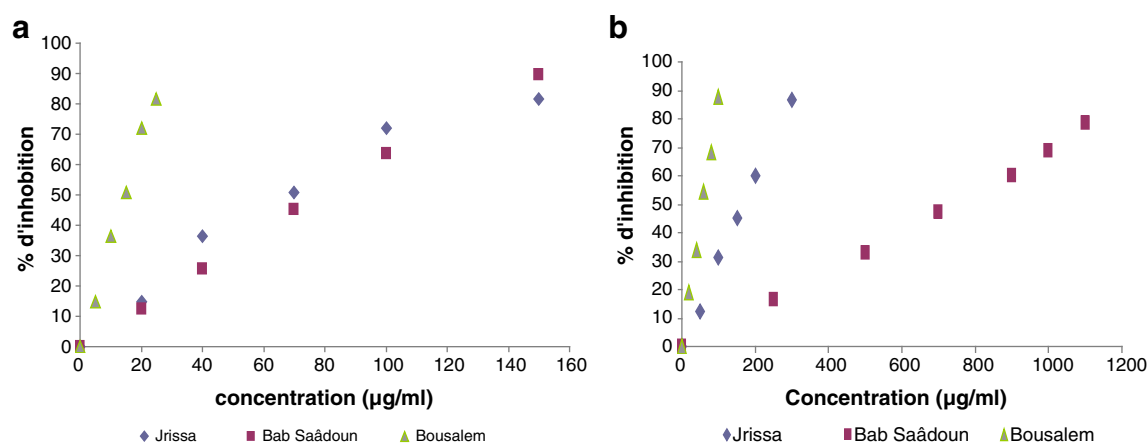 a
100
90
80
70
60
50
40
30
20
10
0
% d'inhobition
0 20 40 60 80 100 120 140 160
concentration (µg/ml)
Jrissa Bab Saâdoun Bousalem
b
100
90
80
70
60
50
40
30
20
10
0
% d'inhibition
0 200 400 600 800 1000 1200
Concentration (µg/ml)
Jrissa Bab Saâdoun Bousalem